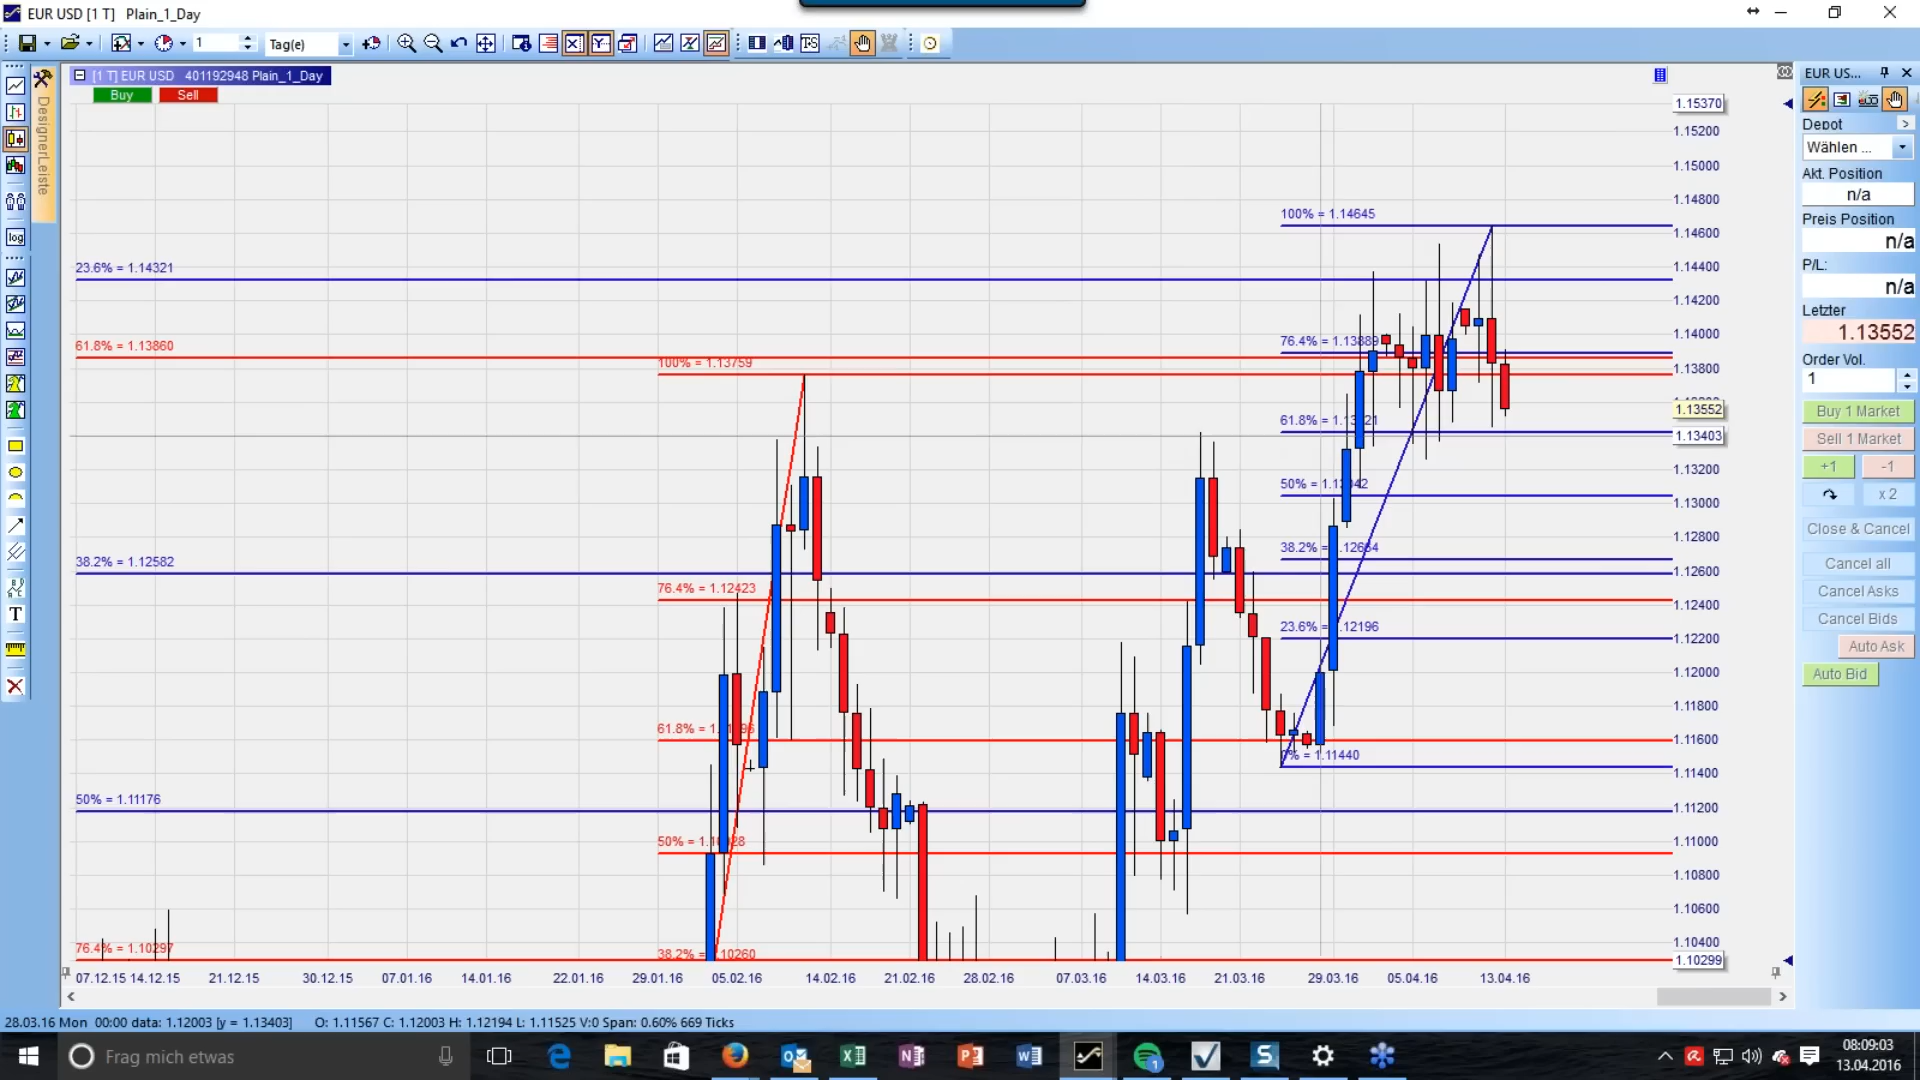 EUR USD [1 T] Plain_1_Day
1
Tag(e)
[1 T] EUR USD 401192948 Plain_1_Day
Buy
Sell
DesignerLeiste
log
T
TS
100% = 1.14645
23.6% = 1.14321
61.8% = 1.13860
76.4% = 1.13889
100% = 1.13759
61.8% =
50% =
38.2% =
38.2% = 1.12582
76.4% = 1.12423
23.6% = 1.12196
61.8% =
0% = 1.11440
50% = 1.11176
50% =
76.4% = 1.10297
38.2% = 1.10260
1.15370
1.15200
1.15000
1.14800
1.14600
1.14400
1.14200
1.14000
1.13800
1.13552
1.13403
1.13200
1.13000
1.12800
1.12600
1.12400
1.12200
1.12000
1.11800
1.11600
1.11400
1.11200
1.11000
1.10800
1.10600
1.10400
1.10299
07.12.15 14.12.15 21.12.15 30.12.15 07.01.16 14.01.16 22.01.16 29.01.16 05.02.16 14.02.16 21.02.16 28.02.16 07.03.16 14.03.16 21.03.16 29.03.16 05.04.16 13.04.16
28.03.16 Mon 00:00 data: 1.12003 [y = 1.13403] O: 1.11567 C: 1.12003 H: 1.12194 L: 1.11525 V:0 Span: 0.60% 669 Ticks
EUR US...
Depot
>
Wählen ...
Akt. Position
n/a
Preis Position
n/a
P/L:
n/a
Letzter
1.13552
Order Vol.
1
Buy 1 Market
Sell 1 Market
+1 -1
x 2
Close & Cancel
Cancel all
Cancel Asks
Cancel Bids
Auto Ask
Auto Bid
Frag mich etwas
08:09:03
13.04.2016